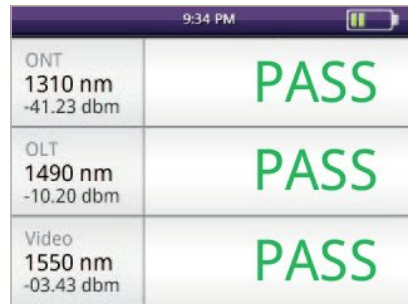 9:34 PM
ONT
1310 nm
-41.23 dbm
PASS
OLT
1490 nm
-10.20 dbm
PASS
Video
1550 nm
-03.43 dbm
PASS